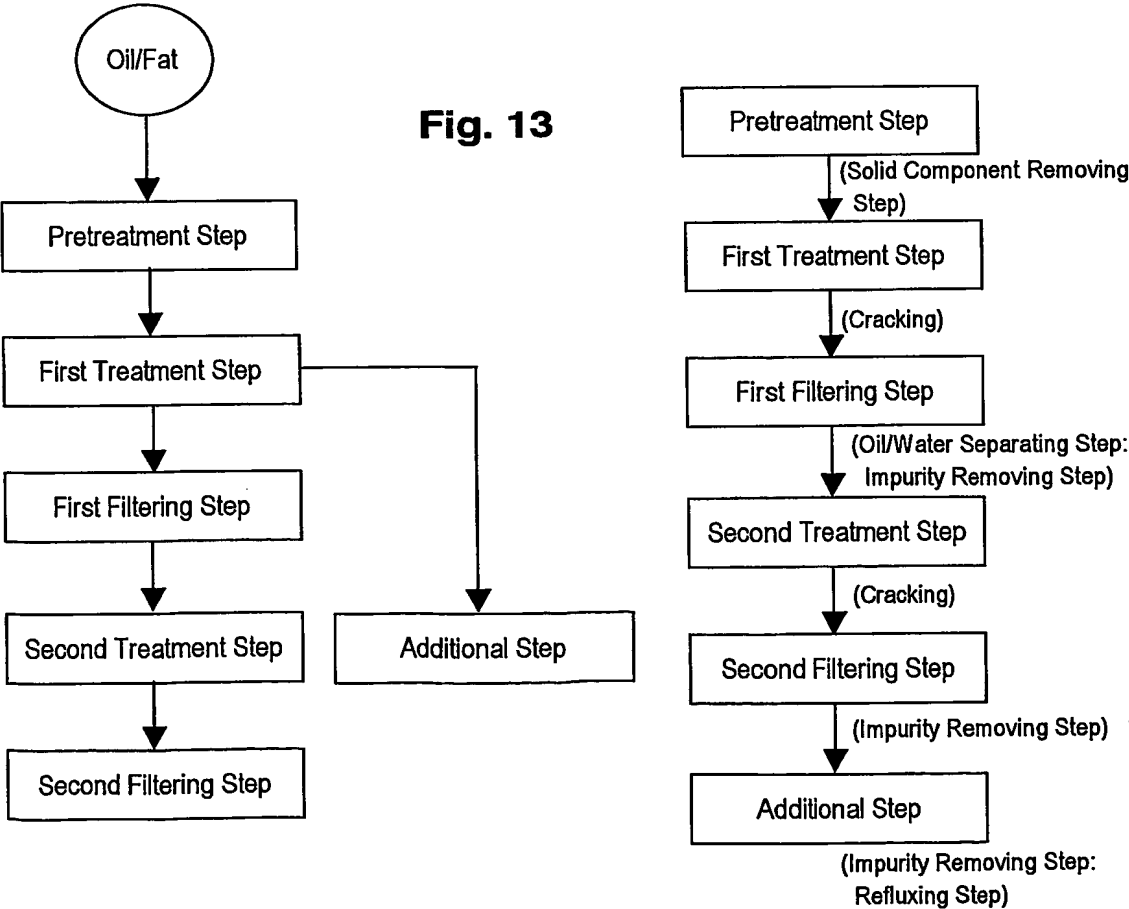 Oil/Fat
Pretreatment Step
First Treatment Step
First Filtering Step
Second Treatment Step
Additional Step
Second Filtering Step
Fig. 13
Pretreatment Step
(Solid Component Removing
Step)
First Treatment Step
(Cracking)
First Filtering Step
(Oil/Water Separating Step:
Impurity Removing Step)
Second Treatment Step
(Cracking)
Second Filtering Step
(Impurity Removing Step)
Additional Step
(Impurity Removing Step:
Refluxing Step)